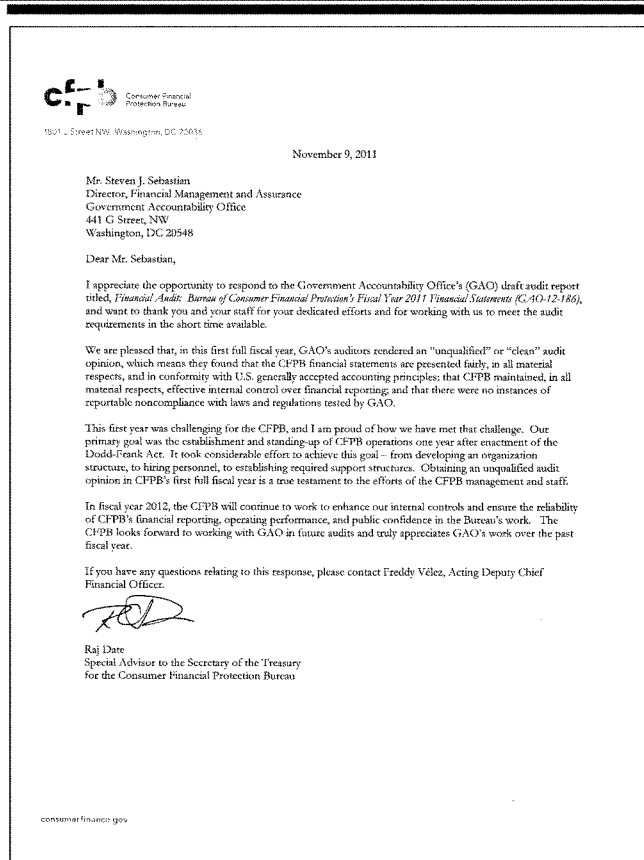 cfpb
Consumer Financial
Protection Bureau
1801 L Street NW, Washington, DC 20036
November 9, 2011
Mr. Steven J. Sebastian
Director, Financial Management and Assurance
Government Accountability Office
441 G Street, NW
Washington, DC 20548
Dear Mr. Sebastian,
I appreciate the opportunity to respond to the Government Accountability Office's (GAO) draft audit report
titled, Financial Audit: Bureau of Consumer Financial Protection's Fiscal Year 2011 Financial Statements (GAO-12-186),
and want to thank you and your staff for your dedicated efforts and for working with us to meet the audit
requirements in the short time available.
We are pleased that, in this first full fiscal year, GAO's auditors rendered an "unqualified" or "clean" audit
opinion, which means they found that the CFPB financial statements are presented fairly, in all material
respects, and in conformity with U.S. generally accepted accounting principles; that CFPB maintained, in all
material respects, effective internal control over financial reporting; and that there were no instances of
reportable noncompliance with laws and regulations tested by GAO.
This first year was challenging for the CFPB, and I am proud of how we have met that challenge. Our
primary goal was the establishment and standing-up of CFPB operations one year after enactment of the
Dodd-Frank Act. It took considerable effort to achieve this goal – from developing an organization
structure, to hiring personnel, to establishing required support structures. Obtaining an unqualified audit
opinion in CFPB's first full fiscal year is a true testament to the efforts of the CFPB management and staff.
In fiscal year 2012, the CFPB will continue to work to enhance our internal controls and ensure the reliability
of CFPB's financial reporting, operating performance, and public confidence in the Bureau's work. The
CFPB looks forward to working with GAO in future audits and truly appreciates GAO's work over the past
fiscal year.
If you have any questions relating to this response, please contact Freddy Vélez, Acting Deputy Chief
Financial Officer.
Raj Date
Special Advisor to the Secretary of the Treasury
for the Consumer Financial Protection Bureau
consumerfinance.gov